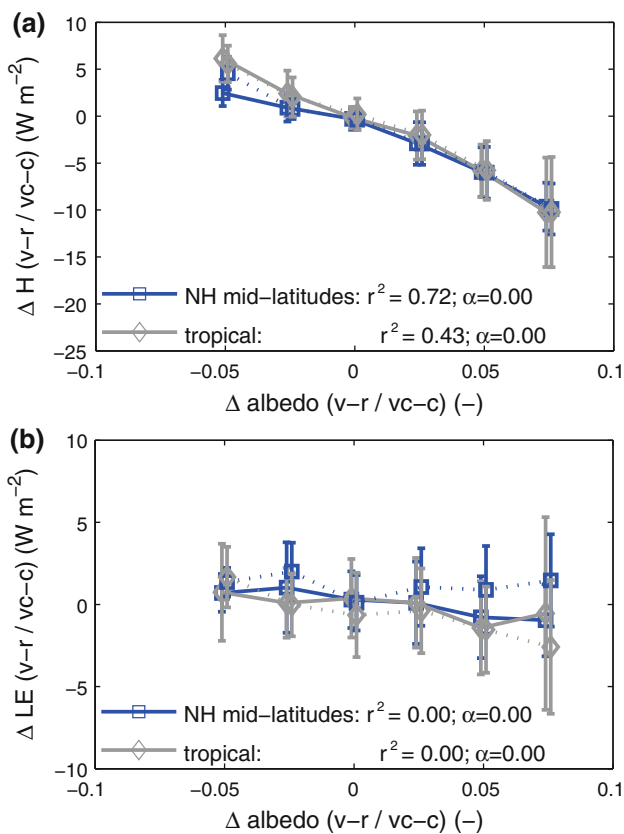 (a)
Δ H (v−r / vc−c) (W m−2)
10
5
0
−5
−10
−15
−20
−25
NH mid−latitudes: r2 = 0.72; α=0.00
tropical: r2 = 0.43; α=0.00
−0.1
−0.05
0
0.05
0.1
Δ albedo (v−r / vc−c) (−)
(b)
Δ LE (v−r / vc−c) (W m−2)
10
5
0
−5
−10
NH mid−latitudes: r2 = 0.00; α=0.00
tropical: r2 = 0.00; α=0.00
−0.1
−0.05
0
0.05
0.1
Δ albedo (v−r / vc−c) (−)